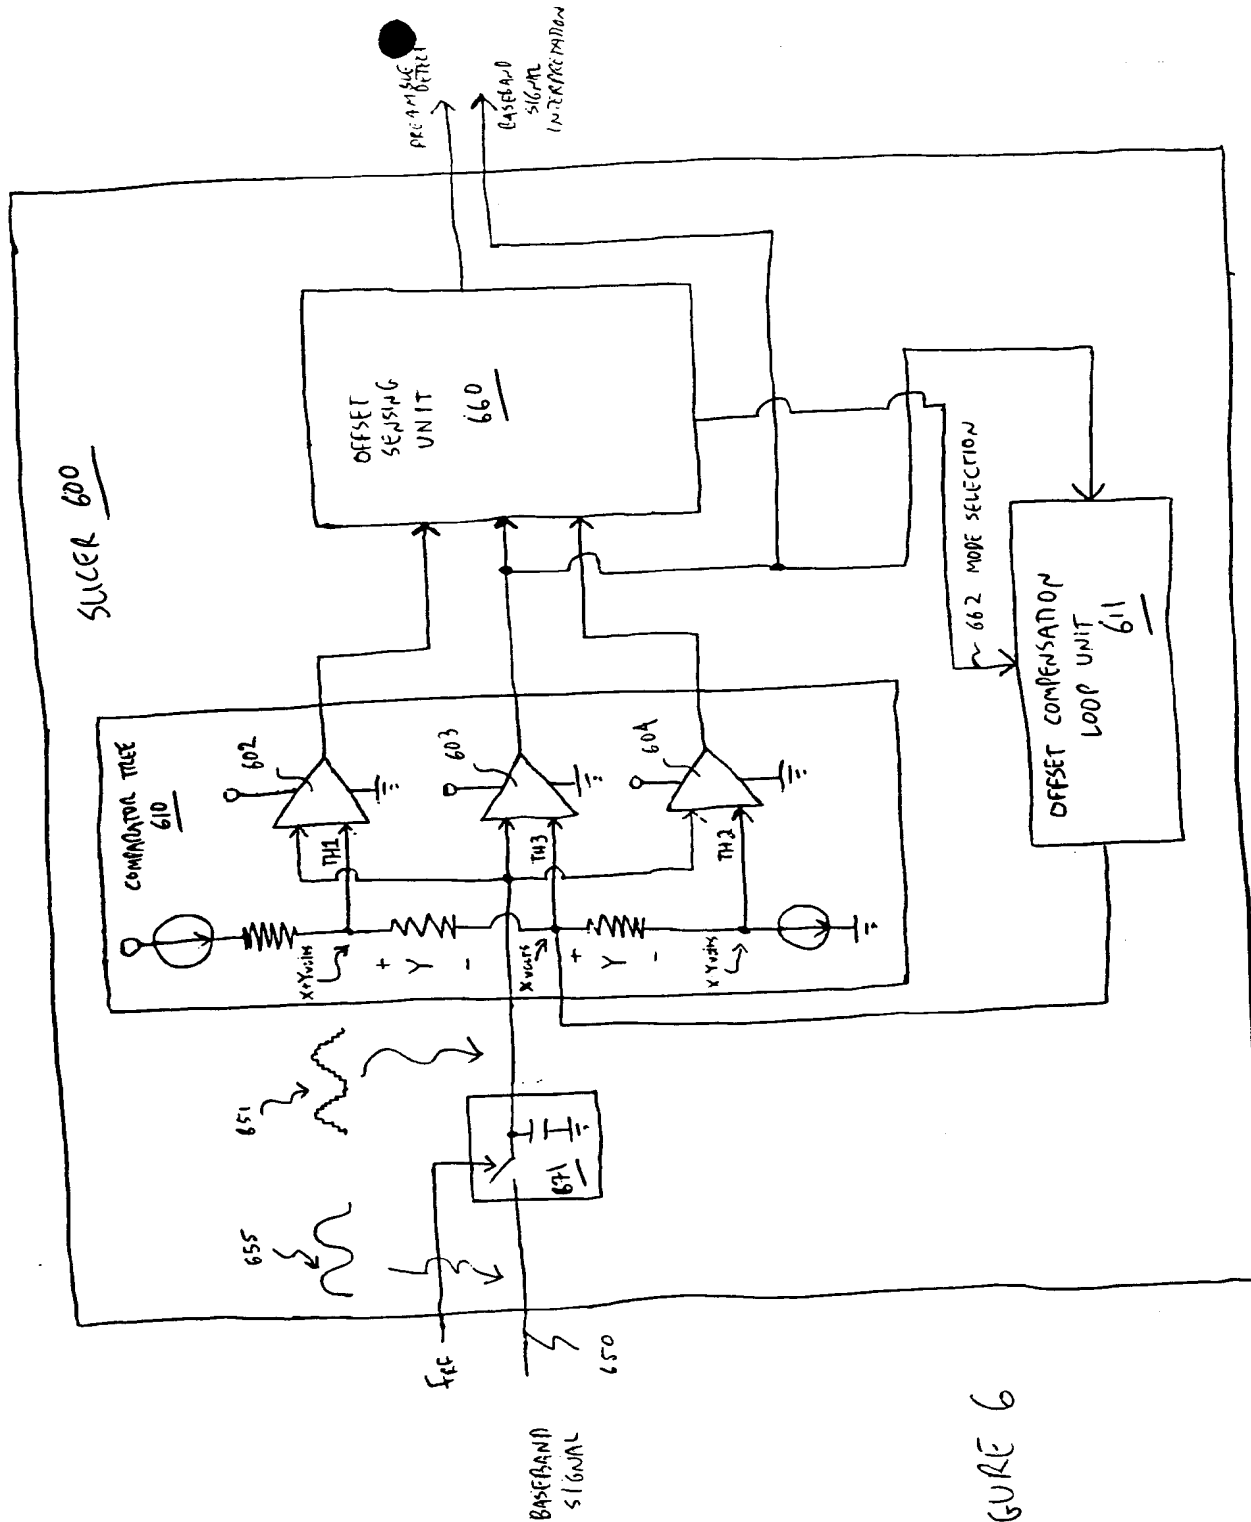 SLICER 600
PREAMBLE
DETECT
BASEBAND
SIGNAL
INTERPRETATION
OFFSET
SENSING
UNIT
660
COMPARATOR TREE
610
602
603
604
TH1
TH3
TH2
X+Y volts
+ Y -
X volts
+ Y -
X Y volts
662 MODE SELECTION
OFFSET COMPENSATION
LOOP UNIT
611
651
655
671
fREF
650
BASEBAND
SIGNAL
GURE 6